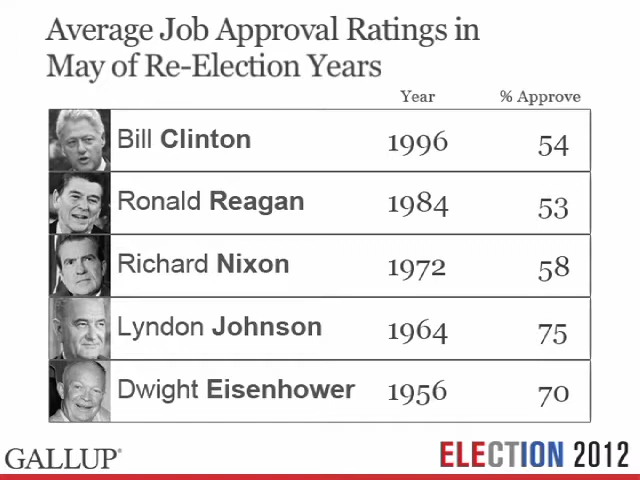 Average Job Approval Ratings in
May of Re-Election Years
Year % Approve
Bill Clinton 1996 54
Ronald Reagan 1984 53
Richard Nixon 1972 58
Lyndon Johnson 1964 75
Dwight Eisenhower 1956 70
GALLUP® ELECTION 2012